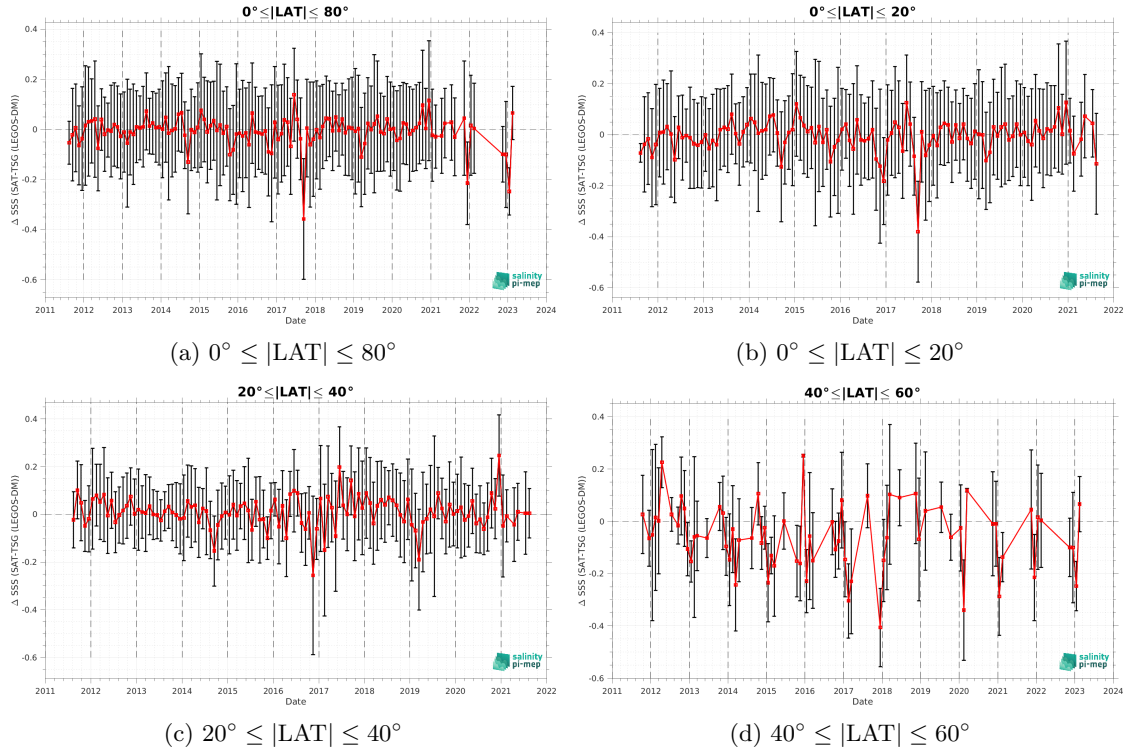 0°≤|LAT|≤ 80°
Δ SSS (SAT-TSG (LEGOS-DM))
0.4
0.2
0
-0.2
-0.4
-0.6
2011 2012 2013 2014 2015 2016 2017 2018 2019 2020 2021 2022 2023 2024
Date
salinity
pi-mep
(a) 0° ≤ |LAT| ≤ 80°
0°≤|LAT|≤ 20°
Δ SSS (SAT-TSG (LEGOS-DM))
0.4
0.2
0
-0.2
-0.4
-0.6
2011 2012 2013 2014 2015 2016 2017 2018 2019 2020 2021 2022
Date
salinity
pi-mep
(b) 0° ≤ |LAT| ≤ 20°
20°≤|LAT|≤ 40°
Δ SSS (SAT-TSG (LEGOS-DM))
0.4
0.2
0
-0.2
-0.4
-0.6
2011 2012 2013 2014 2015 2016 2017 2018 2019 2020 2021 2022
Date
salinity
pi-mep
(c) 20° ≤ |LAT| ≤ 40°
40°≤|LAT|≤ 60°
Δ SSS (SAT-TSG (LEGOS-DM))
0.4
0.2
0
-0.2
-0.4
-0.6
2011 2012 2013 2014 2015 2016 2017 2018 2019 2020 2021 2022 2023 2024
Date
salinity
pi-mep
(d) 40° ≤ |LAT| ≤ 60°